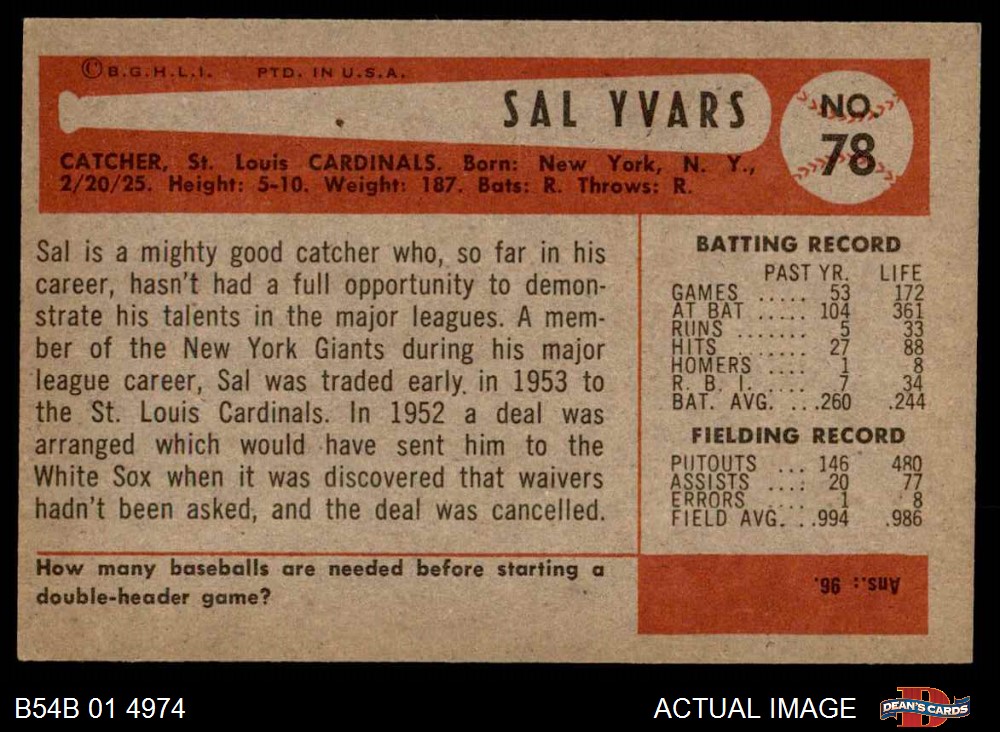 ©B.G.H.L.I. PTD. IN U.S.A.
SAL YVARS
NO.
78
CATCHER, St. Louis CARDINALS. Born: New York, N. Y.,
2/20/25. Height: 5-10. Weight: 187. Bats: R. Throws: R.
Sal is a mighty good catcher who, so far in his
career, hasn't had a full opportunity to demon-
strate his talents in the major leagues. A mem-
ber of the New York Giants during his major
league career, Sal was traded early in 1953 to
the St. Louis Cardinals. In 1952 a deal was
arranged which would have sent him to the
White Sox when it was discovered that waivers
hadn't been asked, and the deal was cancelled.
BATTING RECORD
PAST YR. LIFE
GAMES ..... 53 172
AT BAT ..... 104 361
RUNS ....... 5 33
HITS ....... 27 88
HOMERS .... 1 8
R. B. I. .... 7 34
BAT. AVG. ...260 .244
FIELDING RECORD
PUTOUTS ... 146 480
ASSISTS .... 20 77
ERRORS .... 1 8
FIELD AVG. ..994 .986
How many baseballs are needed before starting a
double-header game?
Ans.: 96.
B54B 01 4974
ACTUAL IMAGE
DEAN'S CARDS